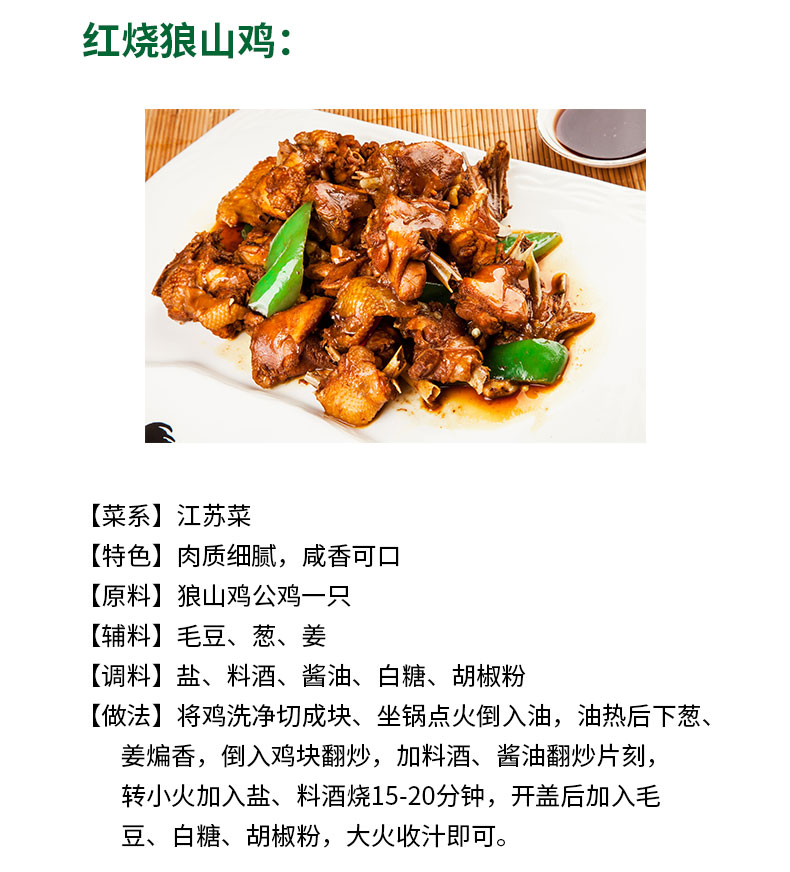 红烧狼山鸡：
【菜系】江苏菜
【特色】肉质细腻，咸香可口
【原料】狼山鸡公鸡一只
【辅料】毛豆、葱、姜
【调料】盐、料酒、酱油、白糖、胡椒粉
【做法】将鸡洗净切成块、坐锅点火倒入油，油热后下葱、
姜煸香，倒入鸡块翻炒，加料酒、酱油翻炒片刻，
转小火加入盐、料酒烧15-20分钟，开盖后加入毛
豆、白糖、胡椒粉，大火收汁即可。